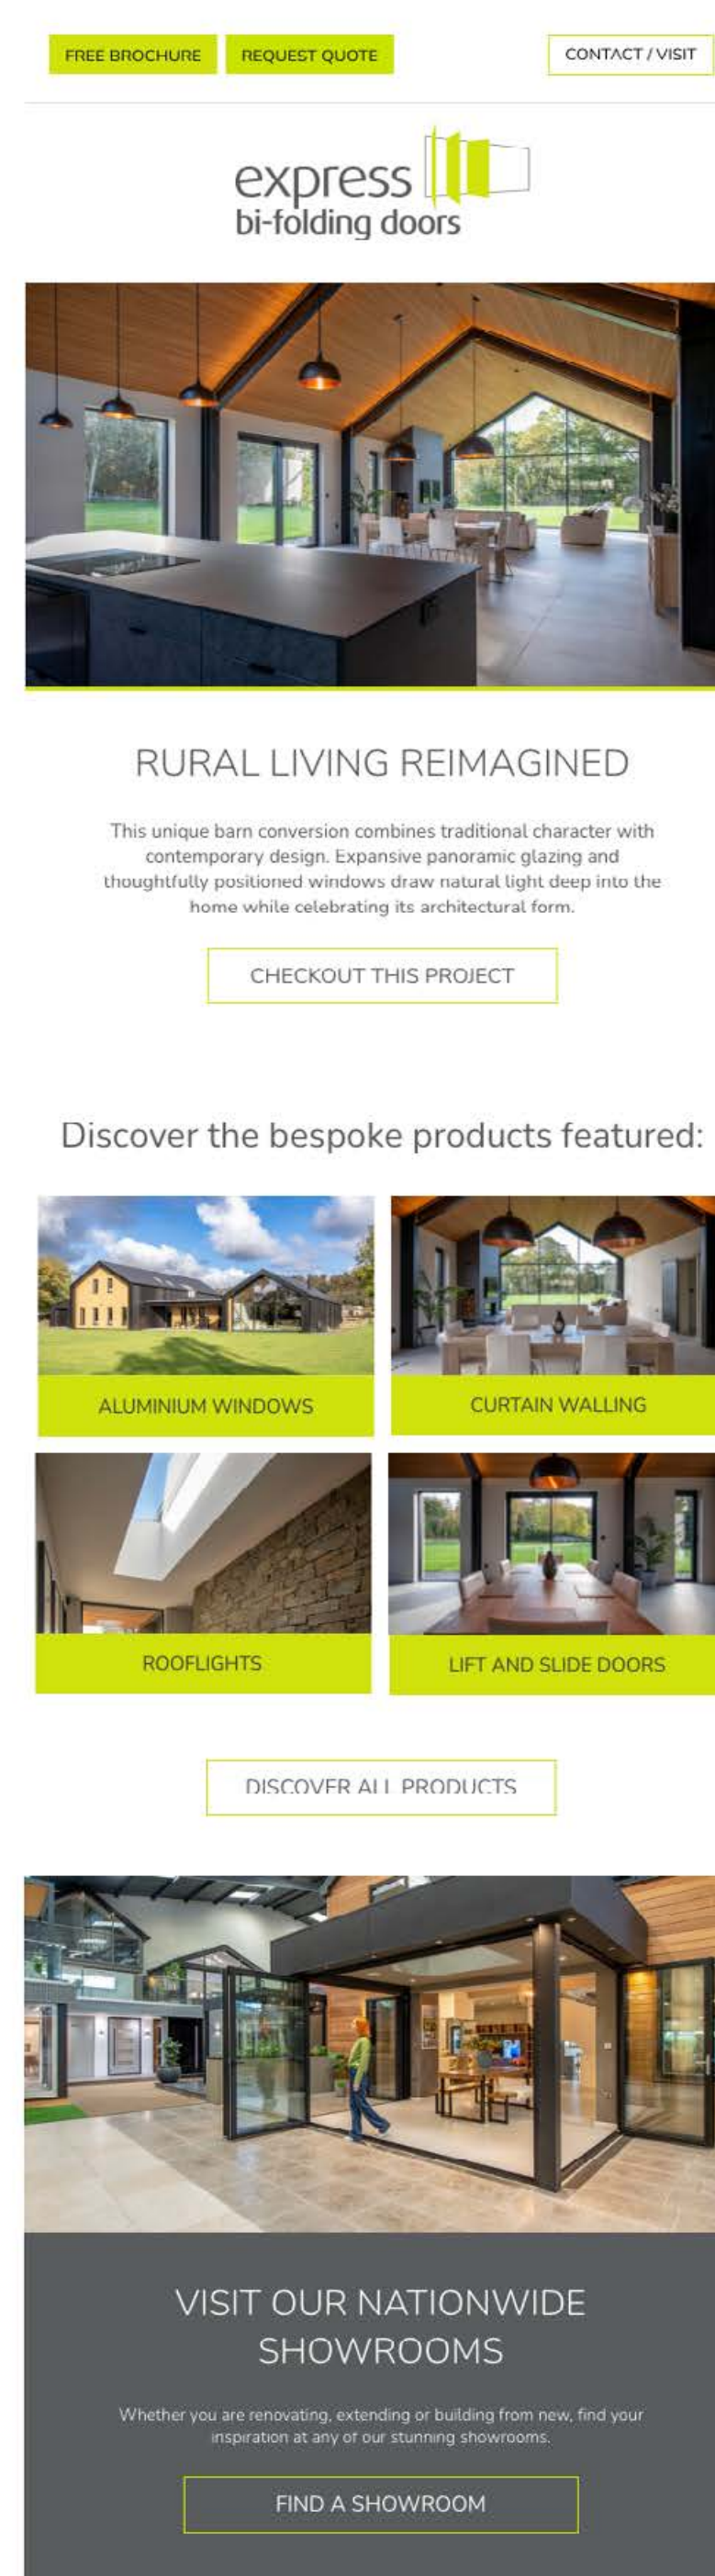 FREE BROCHURE
REQUEST QUOTE
CONTACT / VISIT
express
bi-folding doors
RURAL LIVING REIMAGINED
This unique barn conversion combines traditional character with
contemporary design. Expansive panoramic glazing and
thoughtfully positioned windows draw natural light deep into the
home while celebrating its architectural form.
CHECKOUT THIS PROJECT
Discover the bespoke products featured:
ALUMINIUM WINDOWS
CURTAIN WALLING
ROOFLIGHTS
LIFT AND SLIDE DOORS
DISCOVER ALL PRODUCTS
VISIT OUR NATIONWIDE
SHOWROOMS
Whether you are renovating, extending or building from new, find your
inspiration at any of our stunning showrooms.
FIND A SHOWROOM